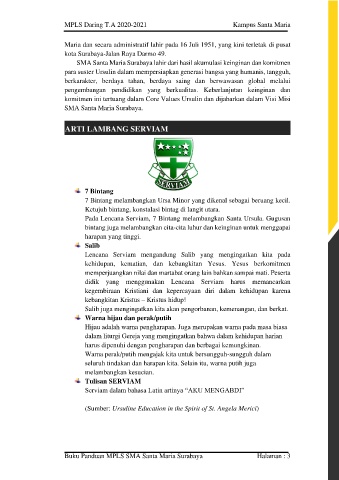 MPLS Daring T.A 2020-2021 Kampus Santa Maria
Maria dan secara administratif lahir pada 16 Juli 1951, yang kini terletak di pusat
kota Surabaya-Jalan Raya Darmo 49.
SMA Santa Maria Surabaya lahir dari hasil akumulasi keinginan dan komitmen
para suster Ursulin dalam mempersiapkan generasi bangsa yang humanis, tangguh,
berkarakter, berdaya tahan, berdaya saing dan berwawasan global melalui
pengembangan pendidikan yang berkualitas. Keberlanjutan keinginan dan
komitmen ini tertuang dalam Core Values Ursulin dan dijabarkan dalam Visi Misi
SMA Santa Maria Surabaya.
ARTI LAMBANG SERVIAM
SERVIAM
7 Bintang
7 Bintang melambangkan Ursa Minor yang dikenal sebagai beruang kecil.
Ketujuh bintang, konstulasi bintag di langit utara.
Pada Lencana Serviam, 7 Bintang melambangkan Santa Ursula. Gugusan
bintang juga melambangkan cita-cita luhur dan keinginan untuk menggapai
harapan yang tinggi.
Salib
Lencana Serviam mengandung Salib yang mengingatkan kita pada
kehidupan, kematian, dan kebangkitan Yesus. Yesus berkomitmen
memperjuangkan nilai dan martabat orang lain bahkan sampai mati. Peserta
didik yang menggunakan Lencana Serviam harus memancarkan
kegembiraan Kristiani dan kepercayaan diri dalam kehidupan karena
kebangkitan Kristus – Kristus hidup!
Salib juga mengingatkan kita akan pengorbanan, kemenangan, dan berkat.
Warna hijau dan perak/putih
Hijau adalah warna pengharapan. Juga merupakan warna pada masa biasa
dalam liturgi Gereja yang mengingatkan bahwa dalam kehidupan harian
harus dipenuhi dengan pengharapan dan berbagai kemungkinan.
Warna perak/putih mengajak kita untuk bersungguh-sungguh dalam
seluruh tindakan dan harapan kita. Selain itu, warna putih juga
melambangkan kesucian.
Tulisan SERVIAM
Serviam dalam bahasa Latin artinya “AKU MENGABDI”
(Sumber: Ursuline Education in the Spirit of St. Angela Merici)
Buku Panduan MPLS SMA Santa Maria Surabaya Halaman : 3